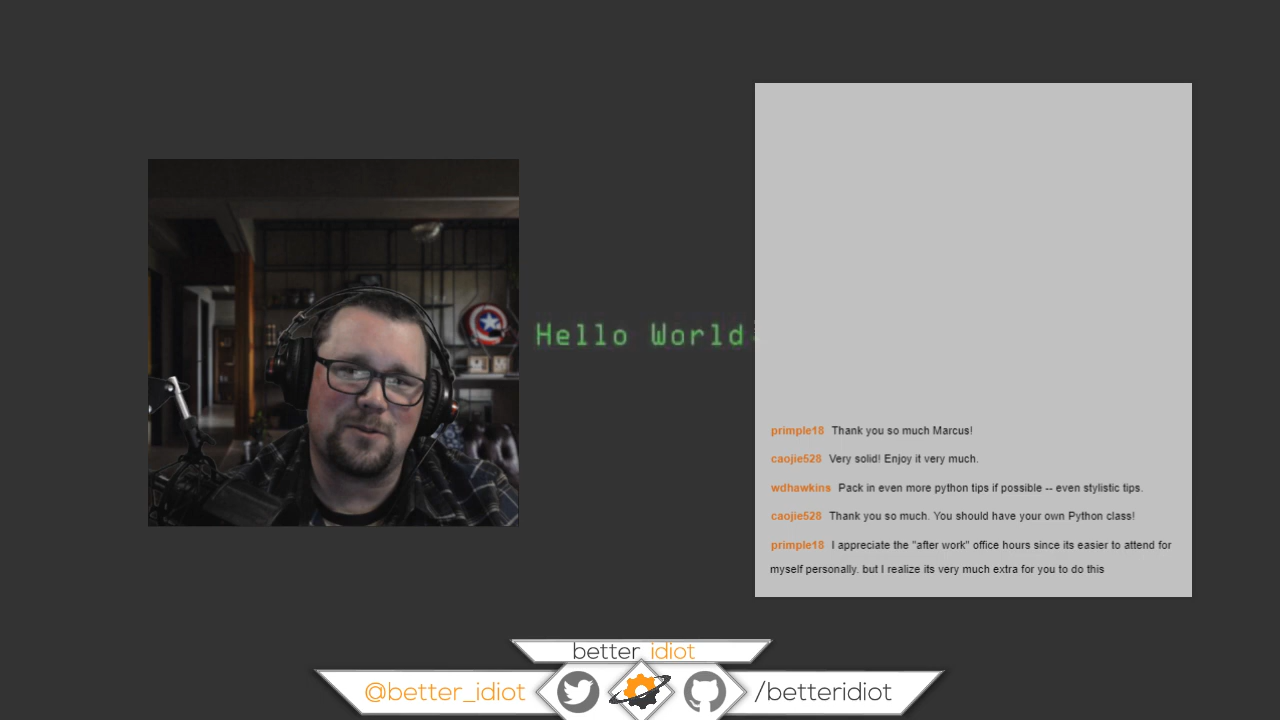 Hello World
primple18 Thank you so much Marcus!
caojie528 Very solid! Enjoy it very much.
wdhawkins Pack in even more python tips if possible -- even stylistic tips.
caojie528 Thank you so much. You should have your own Python class!
primple18 I appreciate the "after work" office hours since its easier to attend for
myself personally. but I realize its very much extra for you to do this
better_idiot
@better_idiot
/betteridiot